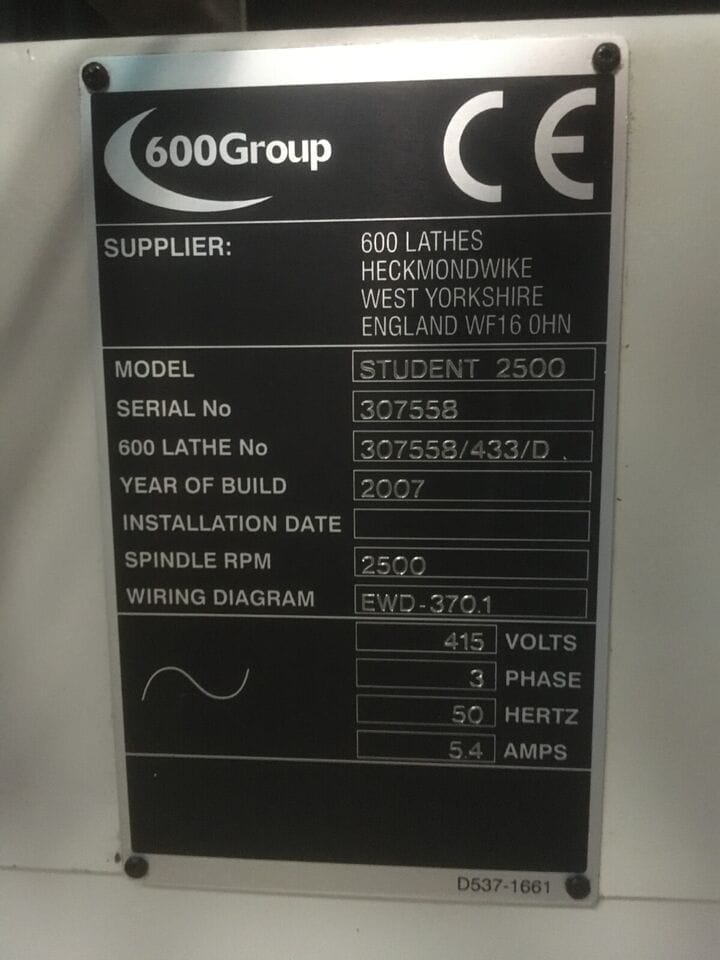 600Group
CE
SUPPLIER: 600 LATHES
HECKMONDWIKE
WEST YORKSHIRE
ENGLAND WF16 0HN
MODEL STUDENT 2500
SERIAL No 307558
600 LATHE No 307558/433/D .
YEAR OF BUILD 2007
INSTALLATION DATE
SPINDLE RPM 2500
WIRING DIAGRAM EWD-370.1
415 VOLTS
3 PHASE
50 HERTZ
5.4 AMPS
D537-1661